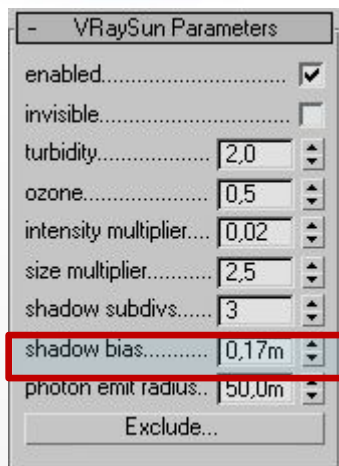 - VRaySun Parameters
enabled..............................
invisible..............................
turbidity.................... 2,0
ozone........................ 0,5
intensity multiplier.... 0,02
size multiplier........... 2,5
shadow subdivs...... 3
shadow bias........... 0,17m
photon emit radius.. 50,0m
Exclude...